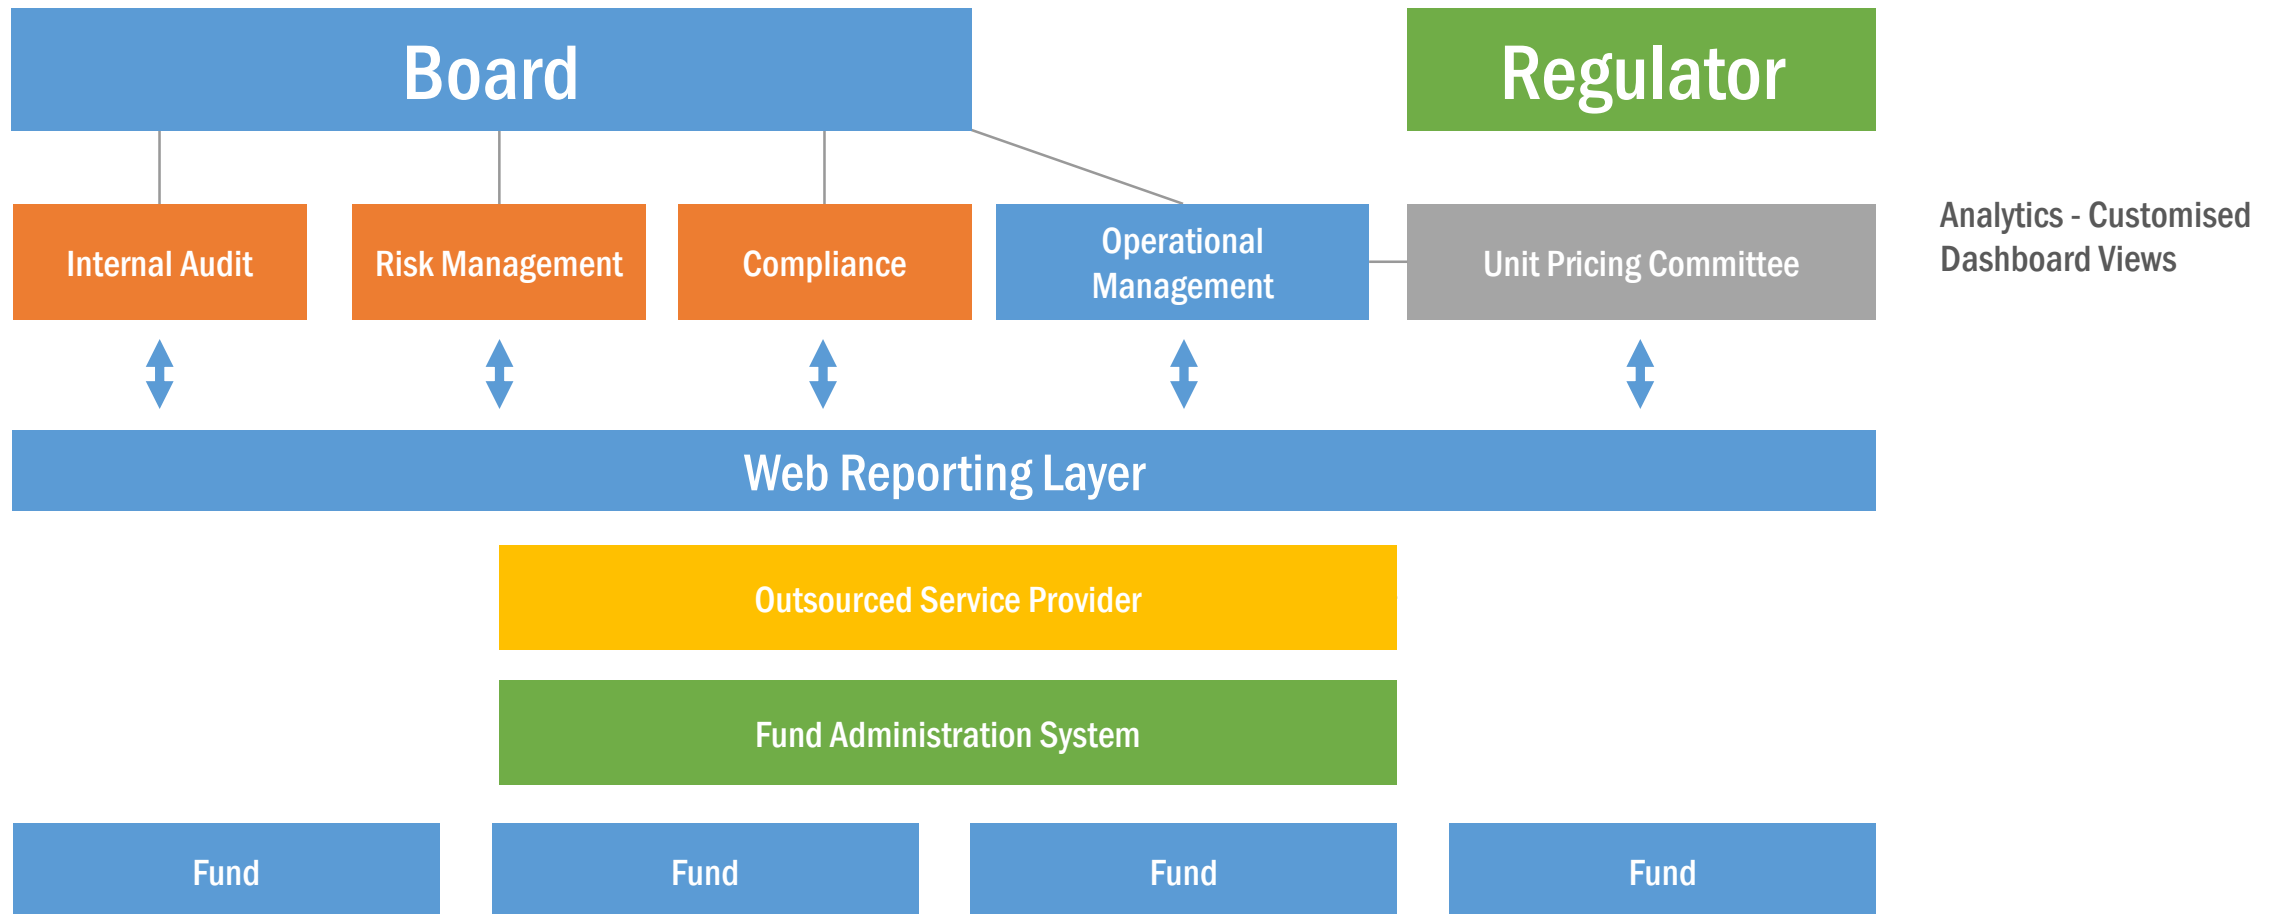 Board
Regulator
Internal Audit
Risk Management
Compliance
Operational
Management
Unit Pricing Committee
Analytics - Customised
Dashboard Views
Web Reporting Layer
Outsourced Service Provider
Fund Administration System
Fund
Fund
Fund
Fund